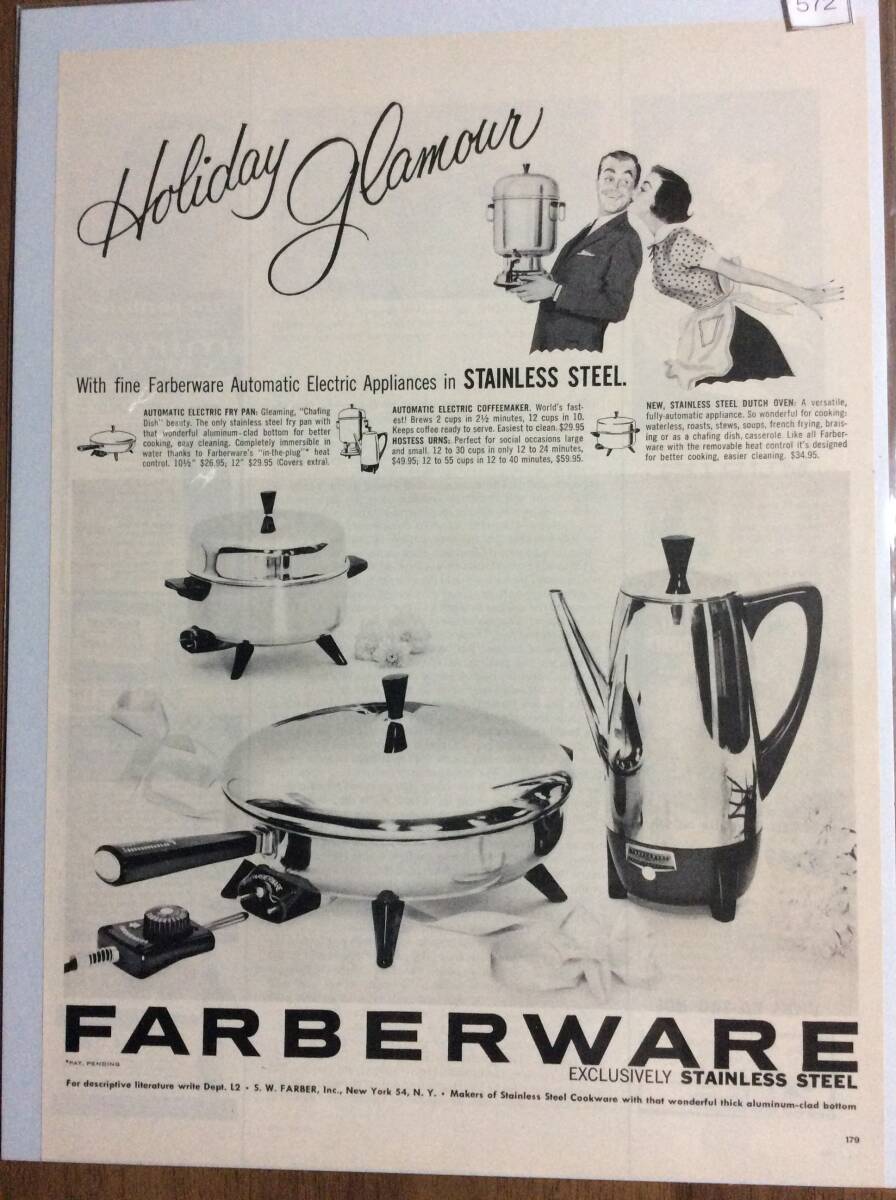 572
Holiday Glamour
With fine Farberware Automatic Electric Appliances in STAINLESS STEEL.
AUTOMATIC ELECTRIC FRY PAN: Gleaming, "Chafing
Dish" beauty. The only stainless steel fry pan with
that wonderful aluminum-clad bottom for better
cooking, easy cleaning. Completely immersible in
water thanks to Farberware's "in-the-plug"* heat
control. 10½" $26.95; 12" $29.95 (Covers extra).
AUTOMATIC ELECTRIC COFFEEMAKER. World's fast-
est! Brews 2 cups in 2½ minutes, 12 cups in 10.
Keeps coffee ready to serve. Easiest to clean. $29.95
HOSTESS URNS: Perfect for social occasions large
and small. 12 to 30 cups in only 12 to 24 minutes,
$49.95; 12 to 55 cups in 12 to 40 minutes, $59.95.
NEW, STAINLESS STEEL DUTCH OVEN: A versatile,
fully-automatic appliance. So wonderful for cooking:
waterless, roasts, stews, soups, french frying, brais-
ing or as a chafing dish, casserole. Like all Farber-
ware with the removable heat control it's designed
for better cooking, easier cleaning. $34.95.
FARBERWARE
*PAT. PENDING
EXCLUSIVELY STAINLESS STEEL
For descriptive literature write Dept. L2 • S. W. FARBER, Inc., New York 54, N. Y. • Makers of Stainless Steel Cookware with that wonderful thick aluminum-clad bottom
179